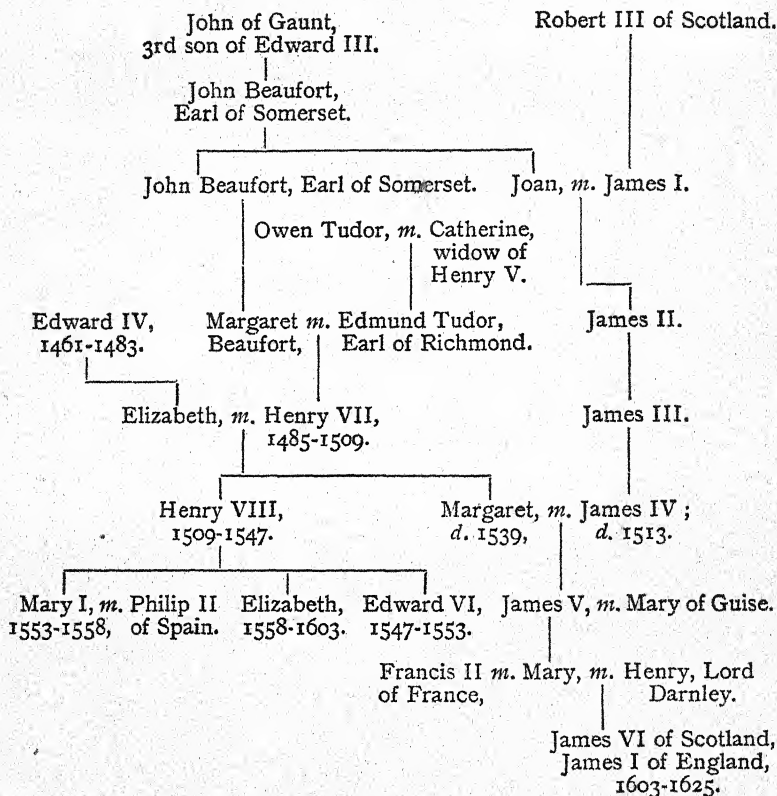 John of Gaunt,
3rd son of Edward III.
Robert III of Scotland.
John Beaufort,
Earl of Somerset.
John Beaufort, Earl of Somerset. Joan, m. James I.
Owen Tudor, m. Catherine,
widow of
Henry V.
Edward IV,
1461-1483.
Margaret m. Edmund Tudor,
Beaufort, Earl of Richmond.
James II.
Elizabeth, m. Henry VII,
1485-1509.
James III.
Henry VIII,
1509-1547.
Margaret, m. James IV ;
d. 1539, d. 1513.
Mary I, m. Philip II
1553-1558, of Spain.
Elizabeth,
1558-1603.
Edward VI,
1547-1553.
James V, m. Mary of Guise.
Francis II m. Mary, m. Henry, Lord
of France, Darnley.
James VI of Scotland,
James I of England,
1603-1625.